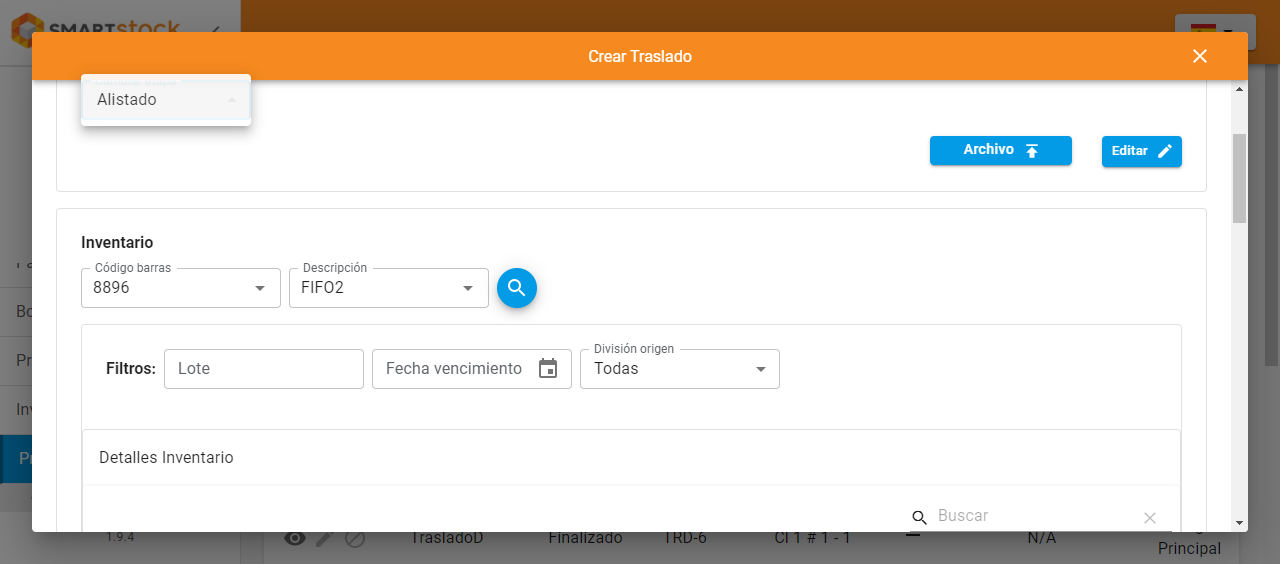 SMARTstock
Crear Traslado
Alistado
Archivo
Editar
Inventario
Código barras
8896
Descripción
FIFO2
Filtros:
Lote
Fecha vencimiento
División origen
Todas
Detalles Inventario
Buscar
1.9.4
TrasladoD
Finalizado
TRD-6
CI 1 # 1 - 1
N/A
Principal